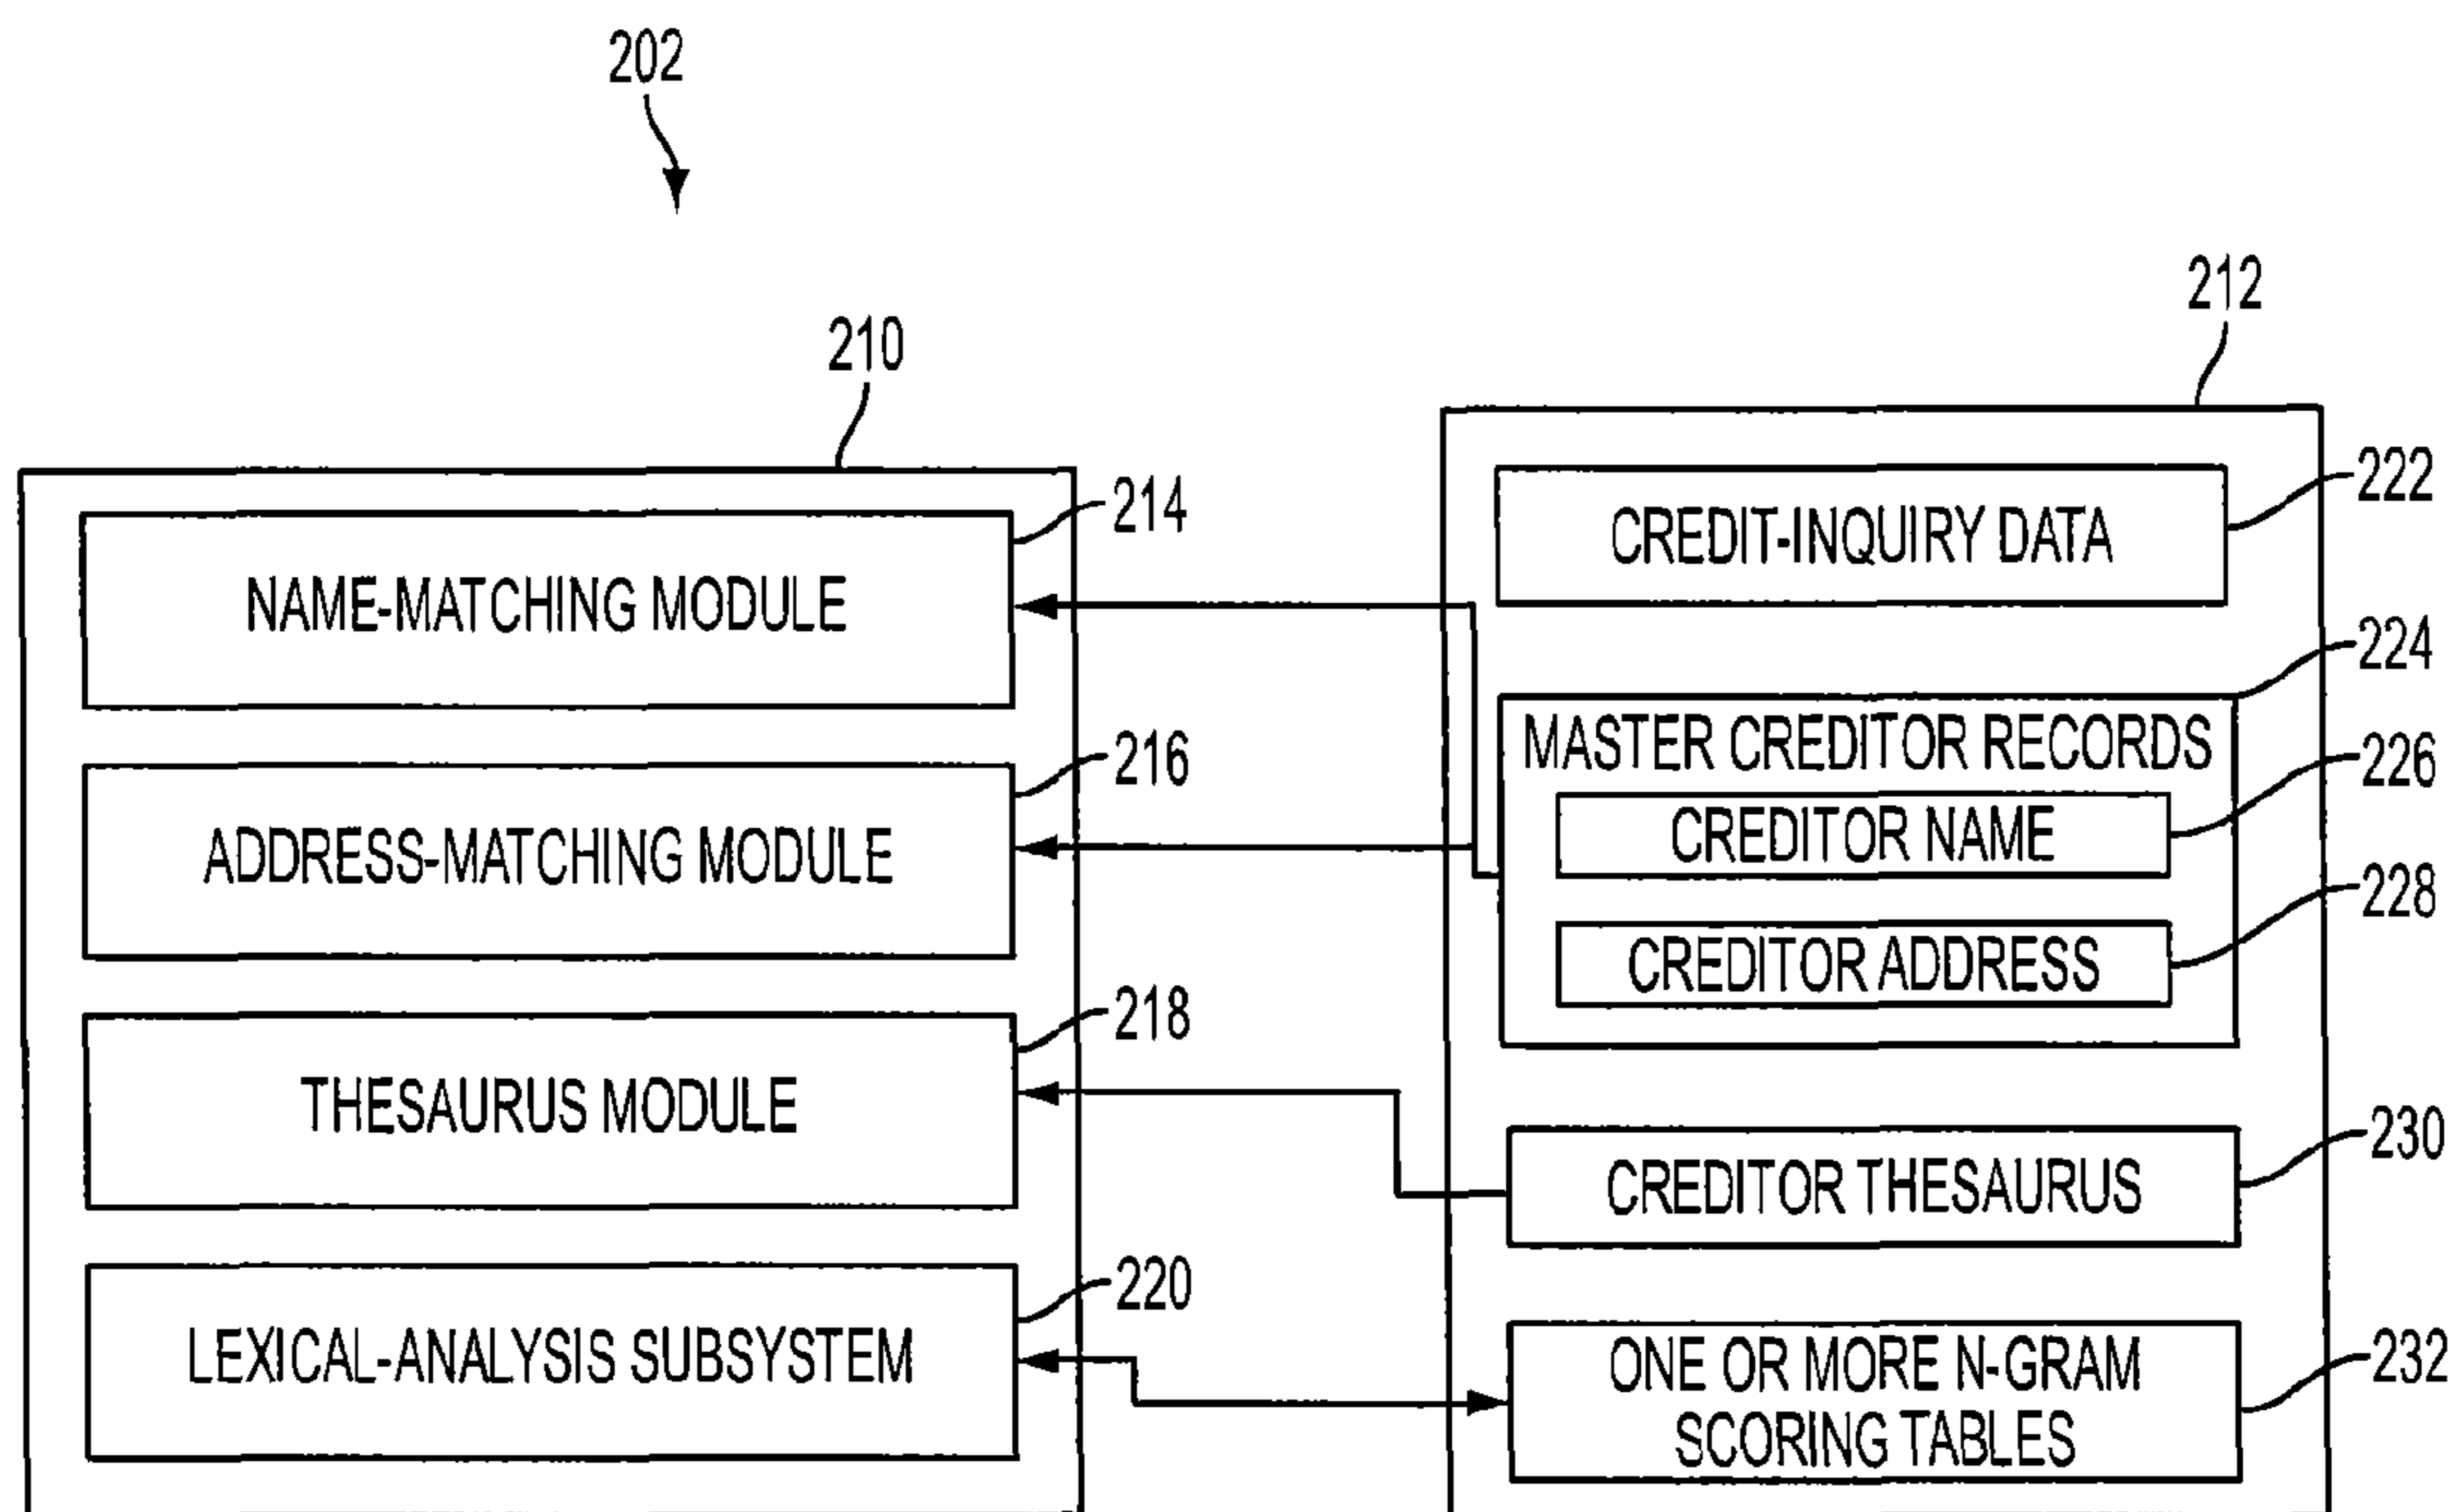 202
210
212
214
NAME-MATCHING MODULE
216
ADDRESS-MATCHING MODULE
218
THESAURUS MODULE
220
LEXICAL-ANALYSIS SUBSYSTEM
222
CREDIT-INQUIRY DATA
224
MASTER CREDITOR RECORDS
226
CREDITOR NAME
228
CREDITOR ADDRESS
230
CREDITOR THESAURUS
232
ONE OR MORE N-GRAM
SCORING TABLES